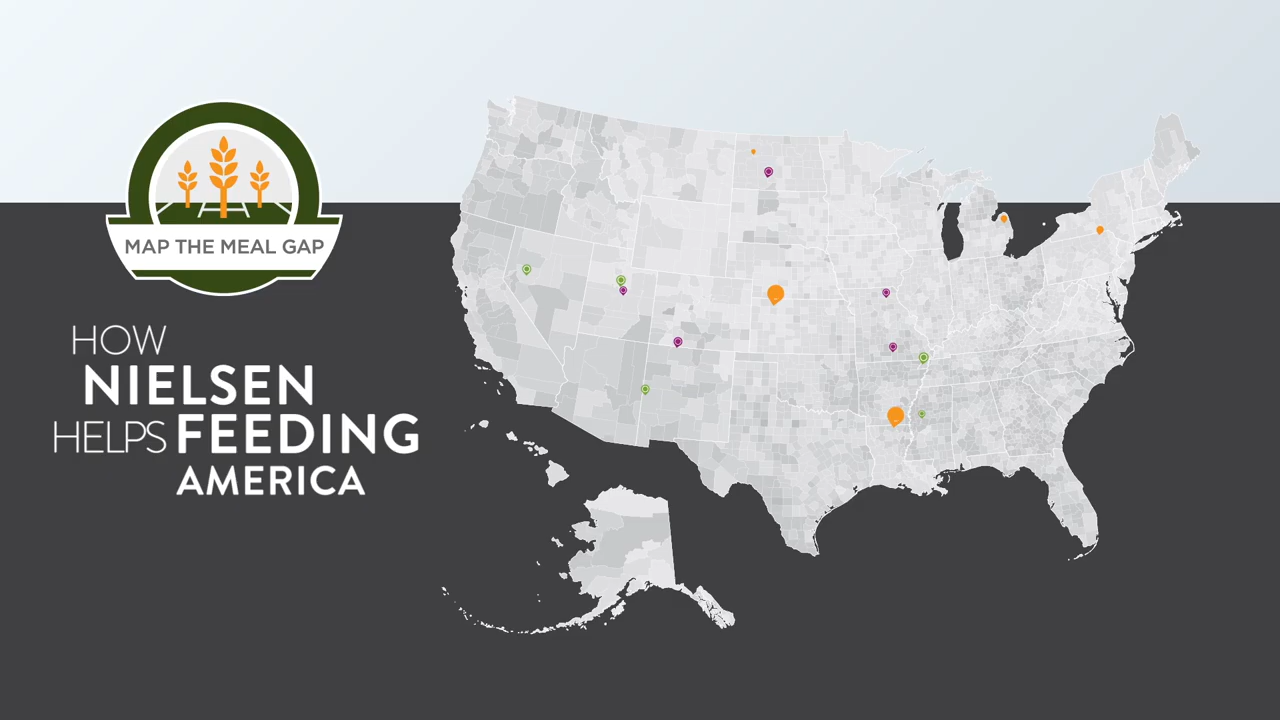 MAP THE MEAL GAP
HOW
NIELSEN
HELPS FEEDING
AMERICA